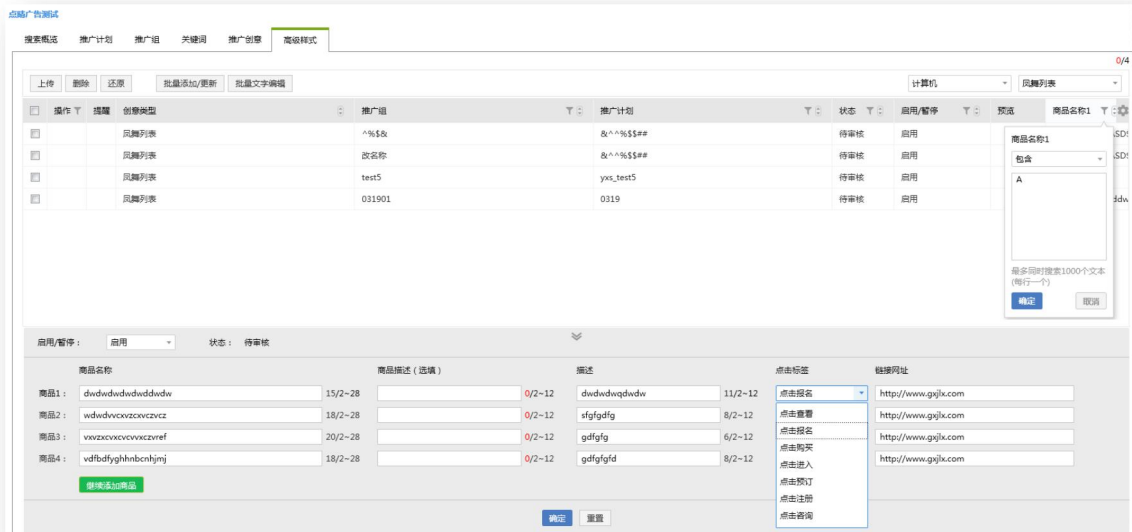 点睛广告测试
搜索概览 推广计划 推广组 关键词 推广创意 高级样式
0/4
上传 删除 还原 批量添加/更新 批量文字编辑 计算机 凤舞列表
操作 提醒 创意类型 推广组 推广计划 状态 启用/暂停 预览 商品名称1
凤舞列表 ^%$& &^^%$$## 待审核 启用
凤舞列表 改名称 &^^%$$## 待审核 启用
凤舞列表 test5 yxs_test5 待审核 启用
凤舞列表 031901 0319 待审核 启用
商品名称1
包含
A
最多同时搜索1000个文本
(每行一个)
确定 取消
启用/暂停： 启用 状态： 待审核
商品名称 商品描述（选填） 描述 点击标签 链接网址
商品1： dwdwdwdwdwddwdw 15/2~28 0/2~12 dwdwdwqdwdw 11/2~12 点击报名 http://www.gxjlx.com
商品2： wdwdvvcxvzcxvczvcz 18/2~28 0/2~12 sfgfgdfg 8/2~12 http://www.gxjlx.com
商品3： vxvzxcvxcvcvvxczvref 20/2~28 0/2~12 gdfgfg 6/2~12 http://www.gxjlx.com
商品4： vdfbdfyghhnbcnhjmj 18/2~28 0/2~12 gdfgfgfd 8/2~12 http://www.gxjlx.com
点击查看
点击报名
点击购买
点击进入
点击预订
点击注册
点击咨询
继续添加商品
确定 重置